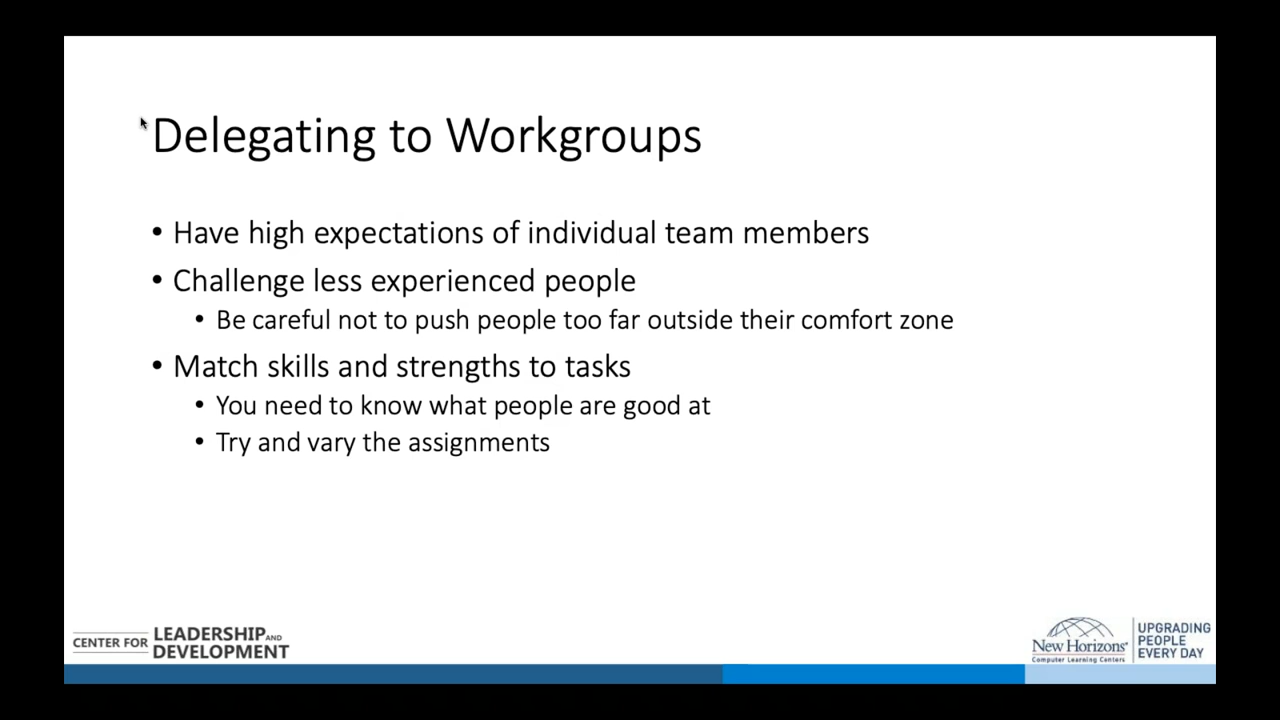 Delegating to Workgroups
• Have high expectations of individual team members
• Challenge less experienced people
• Be careful not to push people too far outside their comfort zone
• Match skills and strengths to tasks
• You need to know what people are good at
• Try and vary the assignments
CENTER FOR LEADERSHIP AND DEVELOPMENT
New Horizons®
Computer Learning Centers
UPGRADING
PEOPLE
EVERY DAY